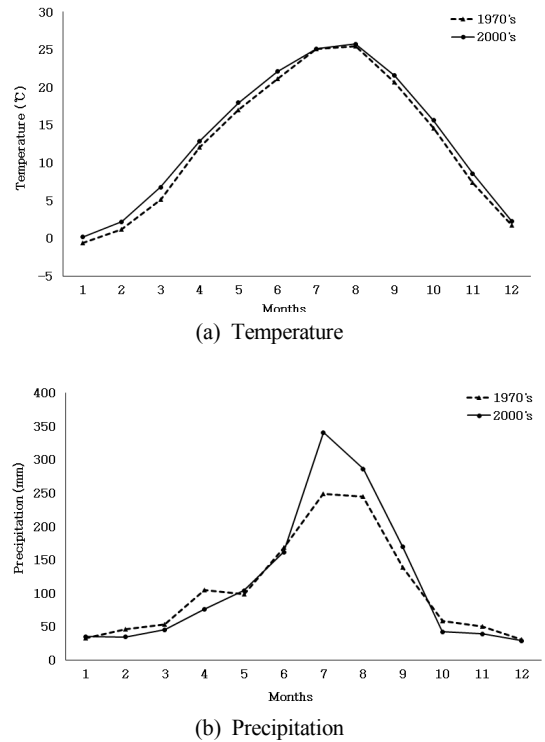 30
25
20
15
10
5
0
-5
Temperature (℃)
1970's
2000's
1 2 3 4 5 6 7 8 9 10 11 12
Months
(a) Temperature
400
350
300
250
200
150
100
50
0
Precipitation (mm)
1970's
2000's
1 2 3 4 5 6 7 8 9 10 11 12
Months
(b) Precipitation